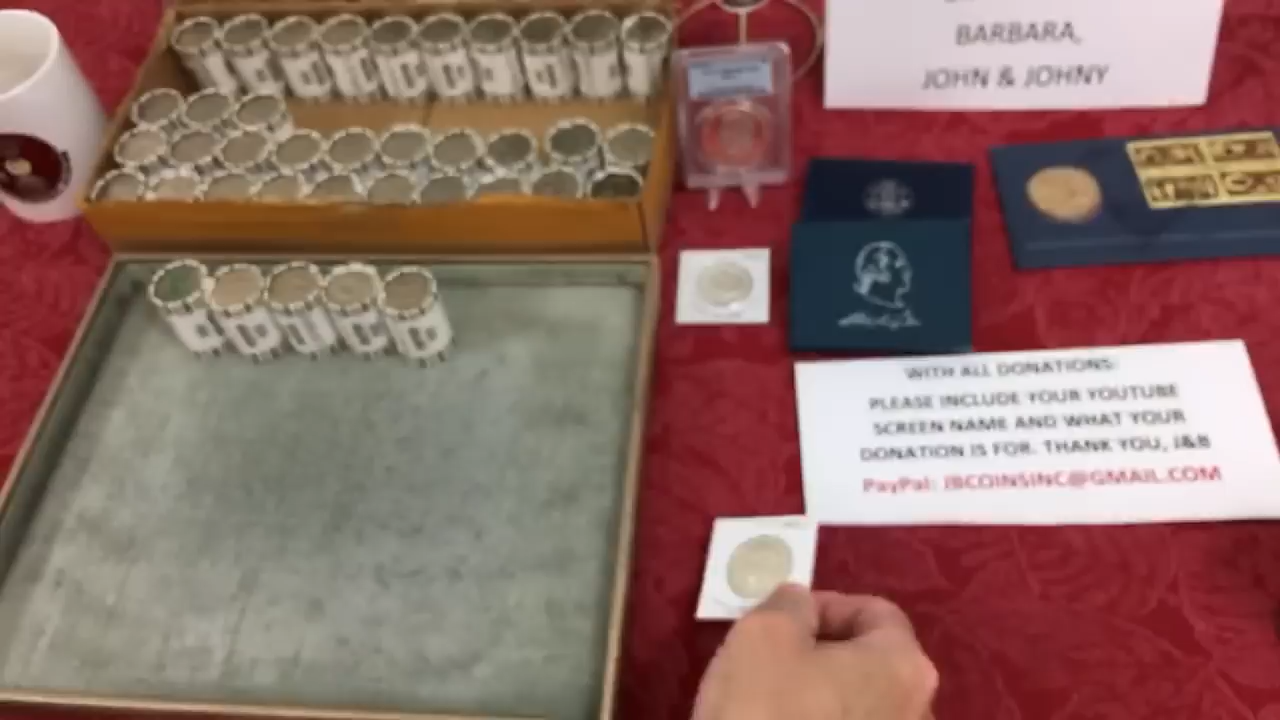 BARBARA,
JOHN & JOHNY
WITH ALL DONATIONS:
PLEASE INCLUDE YOUR YOUTUBE
SCREEN NAME AND WHAT YOUR
DONATION IS FOR. THANK YOU, J&B
PayPal: JBCOINSINC@GMAIL.COM